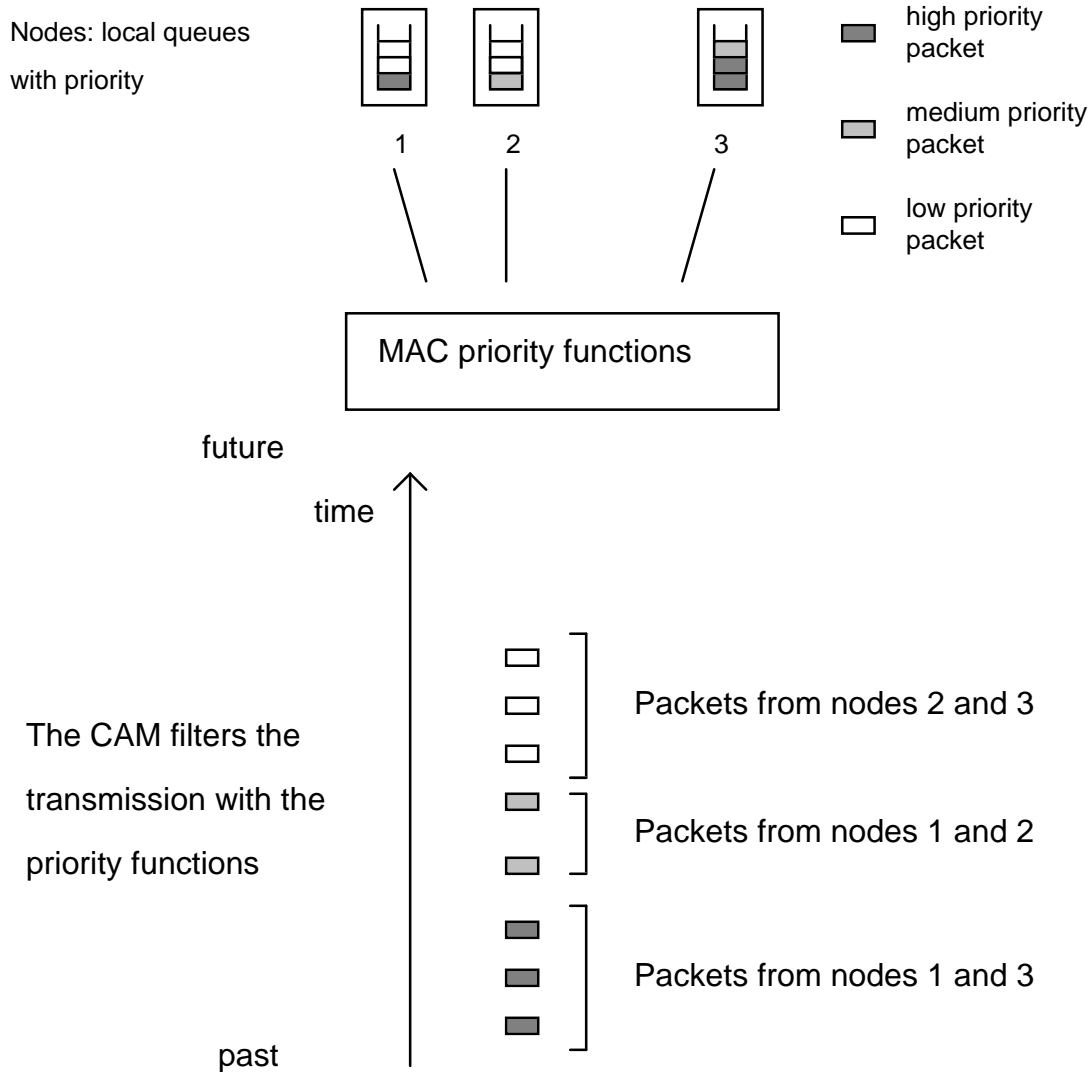 Nodes: local queues
with priority
1
2
3
high priority
packet
medium priority
packet
low priority
packet
MAC priority functions
future
time
The CAM filters the
transmission with the
priority functions
Packets from nodes 2 and 3
Packets from nodes 1 and 2
Packets from nodes 1 and 3
past